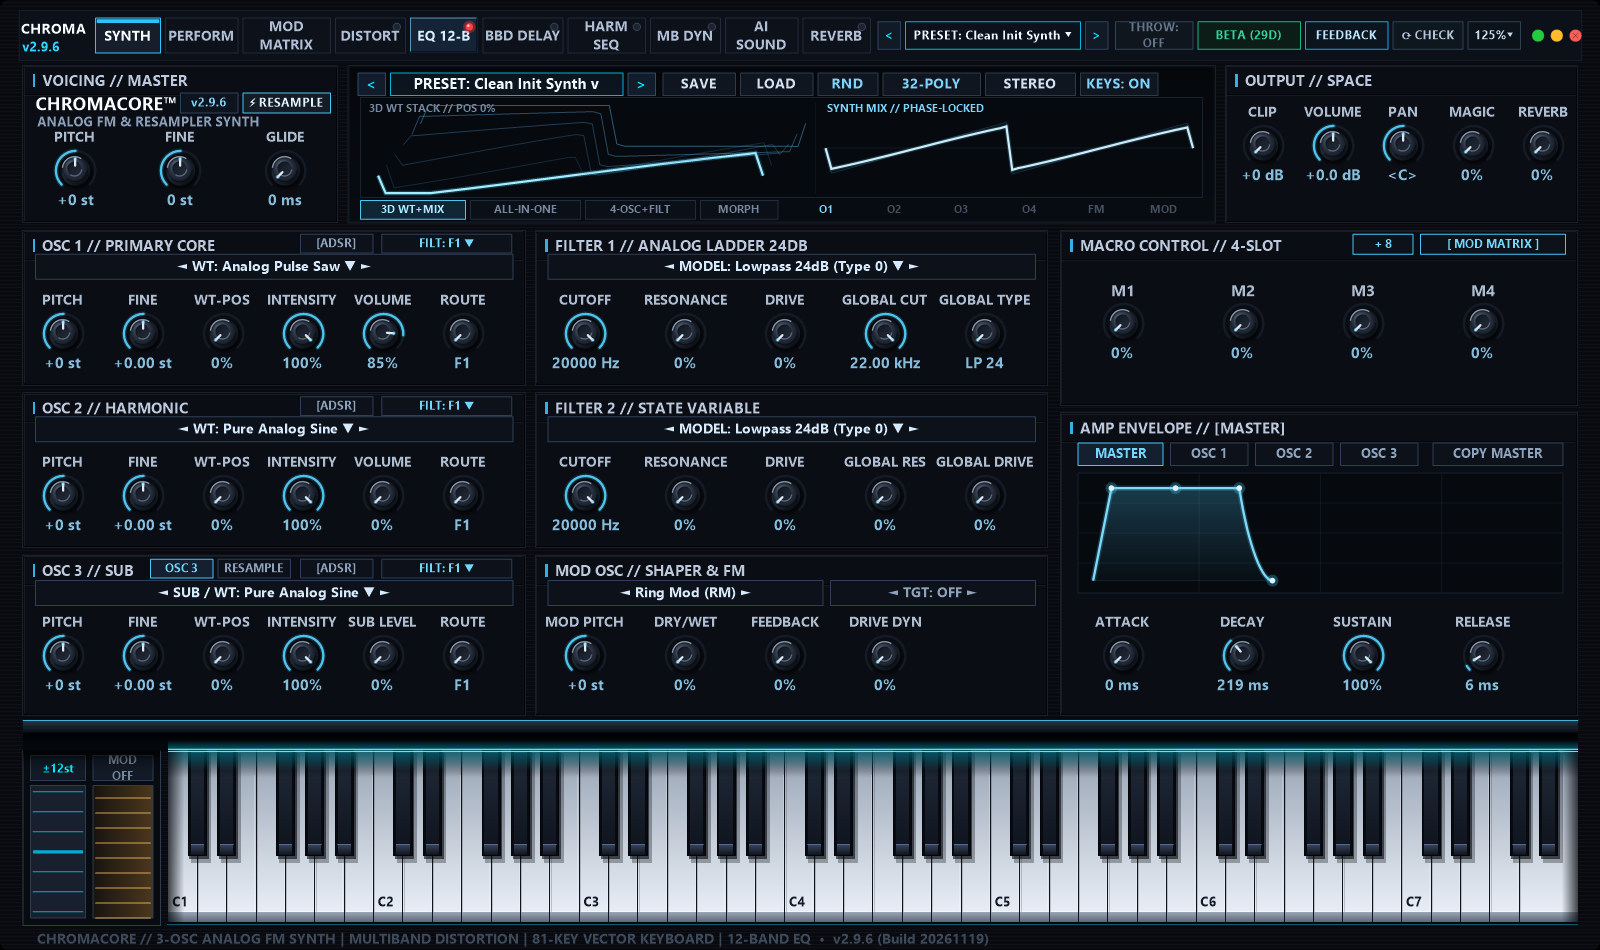 CHROMA
v2.9.6
SYNTH
PERFORM
MOD
MATRIX
DISTORT
EQ 12-B
BBD DELAY
HARM
SEQ
MB DYN
AI
SOUND
REVERB
<
PRESET: Clean Init Synth ▾
>
THROW:
OFF
BETA (29D)
FEEDBACK
⟳ CHECK
125%▾
VOICING // MASTER
CHROMACORE™ v2.9.6 ⚡ RESAMPLE
ANALOG FM & RESAMPLER SYNTH
PITCH FINE GLIDE
+0 st 0 st 0 ms
< PRESET: Clean Init Synth v > SAVE LOAD RND 32-POLY STEREO KEYS: ON
3D WT STACK // POS 0% SYNTH MIX // PHASE-LOCKED
3D WT+MIX ALL-IN-ONE 4-OSC+FILT MORPH O1 O2 O3 O4 FM MOD
OUTPUT // SPACE
CLIP VOLUME PAN MAGIC REVERB
+0 dB +0.0 dB <C> 0% 0%
OSC 1 // PRIMARY CORE [ADSR] FILT: F1 ▼
◄ WT: Analog Pulse Saw ▼ ►
PITCH FINE WT-POS INTENSITY VOLUME ROUTE
+0 st +0.00 st 0% 100% 85% F1
FILTER 1 // ANALOG LADDER 24DB
◄ MODEL: Lowpass 24dB (Type 0) ▼ ►
CUTOFF RESONANCE DRIVE GLOBAL CUT GLOBAL TYPE
20000 Hz 0% 0% 22.00 kHz LP 24
MACRO CONTROL // 4-SLOT + 8 [ MOD MATRIX ]
M1 M2 M3 M4
0% 0% 0% 0%
OSC 2 // HARMONIC [ADSR] FILT: F1 ▼
◄ WT: Pure Analog Sine ▼ ►
PITCH FINE WT-POS INTENSITY VOLUME ROUTE
+0 st +0.00 st 0% 100% 0% F1
FILTER 2 // STATE VARIABLE
◄ MODEL: Lowpass 24dB (Type 0) ▼ ►
CUTOFF RESONANCE DRIVE GLOBAL RES GLOBAL DRIVE
20000 Hz 0% 0% 0% 0%
AMP ENVELOPE // [MASTER]
MASTER OSC 1 OSC 2 OSC 3 COPY MASTER
ATTACK DECAY SUSTAIN RELEASE
0 ms 219 ms 100% 6 ms
OSC 3 // SUB OSC 3 RESAMPLE [ADSR] FILT: F1 ▼
◄ SUB / WT: Pure Analog Sine ▼ ►
PITCH FINE WT-POS INTENSITY SUB LEVEL ROUTE
+0 st +0.00 st 0% 100% 0% F1
MOD OSC // SHAPER & FM
◄ Ring Mod (RM) ► ◄ TGT: OFF ►
MOD PITCH DRY/WET FEEDBACK DRIVE DYN
+0 st 0% 0% 0%
±12st
MOD
OFF
C1 C2 C3 C4 C5 C6 C7
CHROMACORE // 3-OSC ANALOG FM SYNTH | MULTIBAND DISTORTION | 81-KEY VECTOR KEYBOARD | 12-BAND EQ • v2.9.6 (Build 20261119)